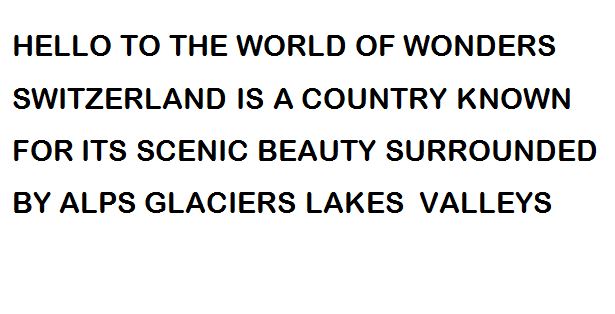 HELLO TO THE WORLD OF WONDERS
SWITZERLAND IS A COUNTRY KNOWN
FOR ITS SCENIC BEAUTY SURROUNDED
BY ALPS GLACIERS LAKES  VALLEYS